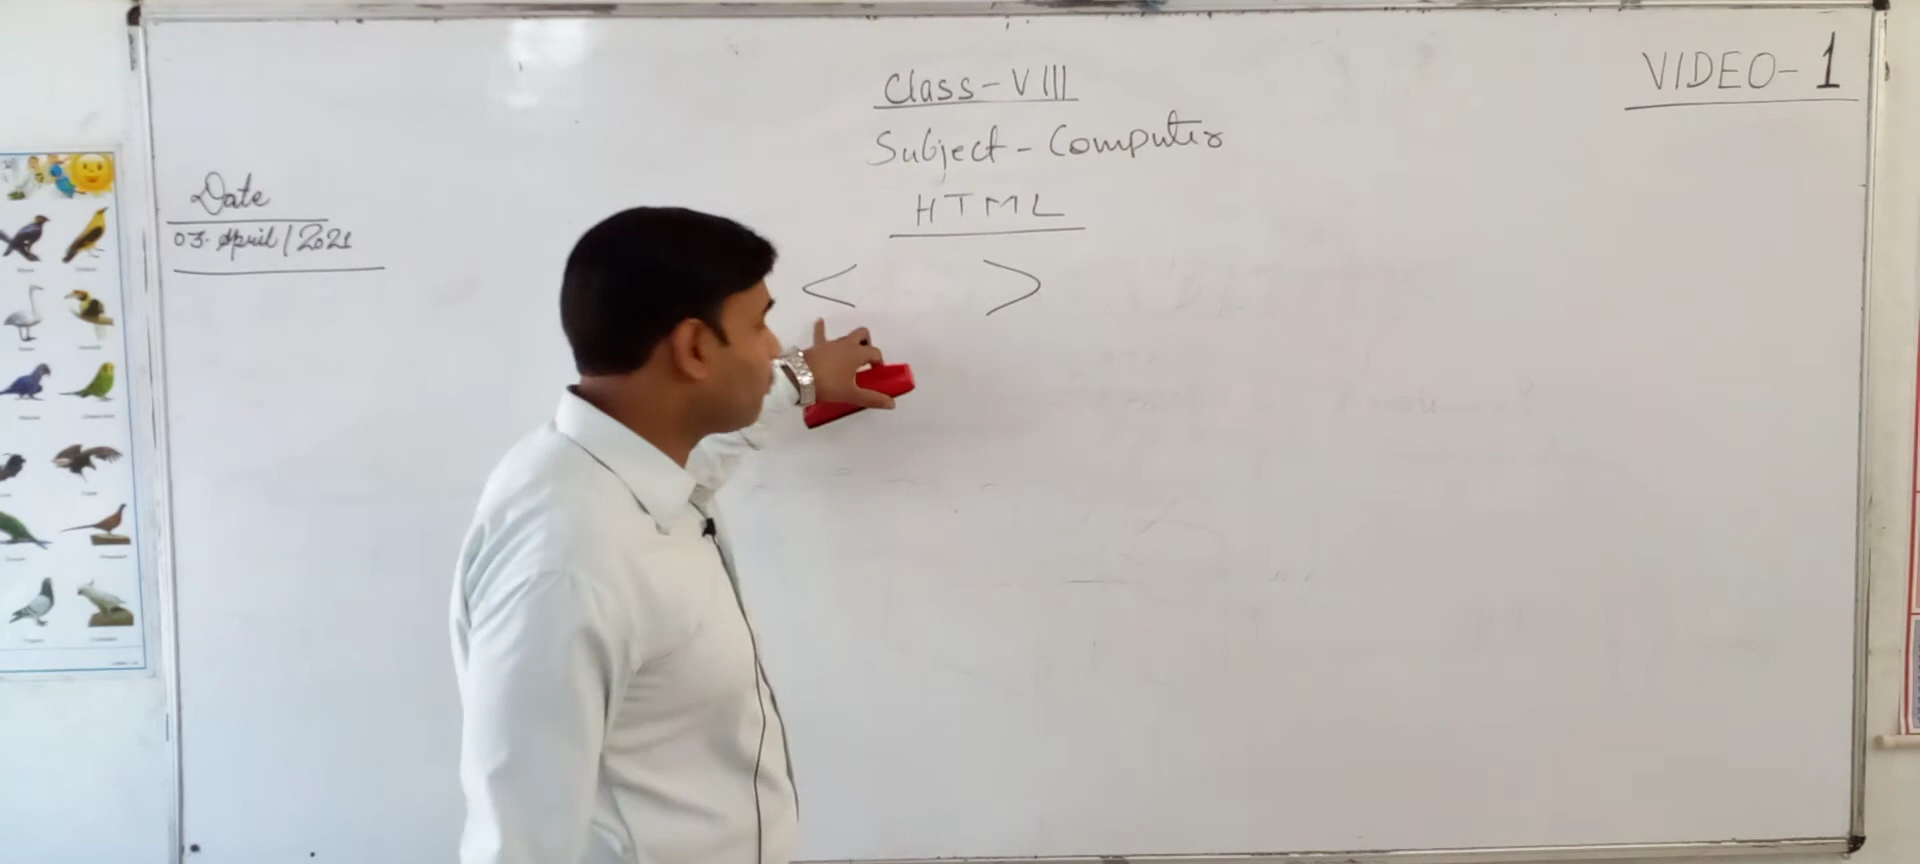 VIDEO-1
Class-VIII
Subject-Computer
HTML
< >
Date
03. April/2021